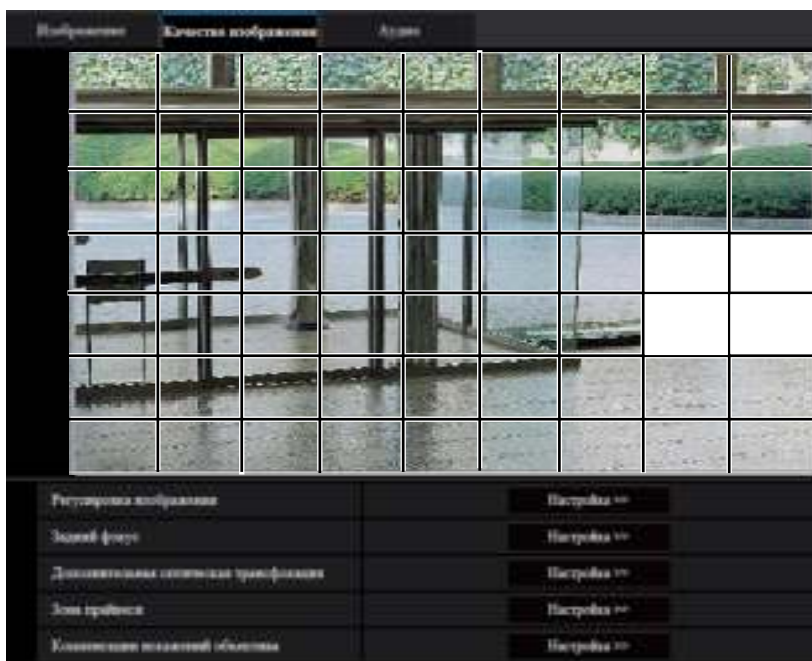 Изображение Качество изображения Аудио
Регулировка изображения Настройка >>
Задний фокус Настройка >>
Дополнительная оптическая трансфокация Настройка >>
Зона прайвеси Настройка >>
Компенсация искажений объектива Настройка >>